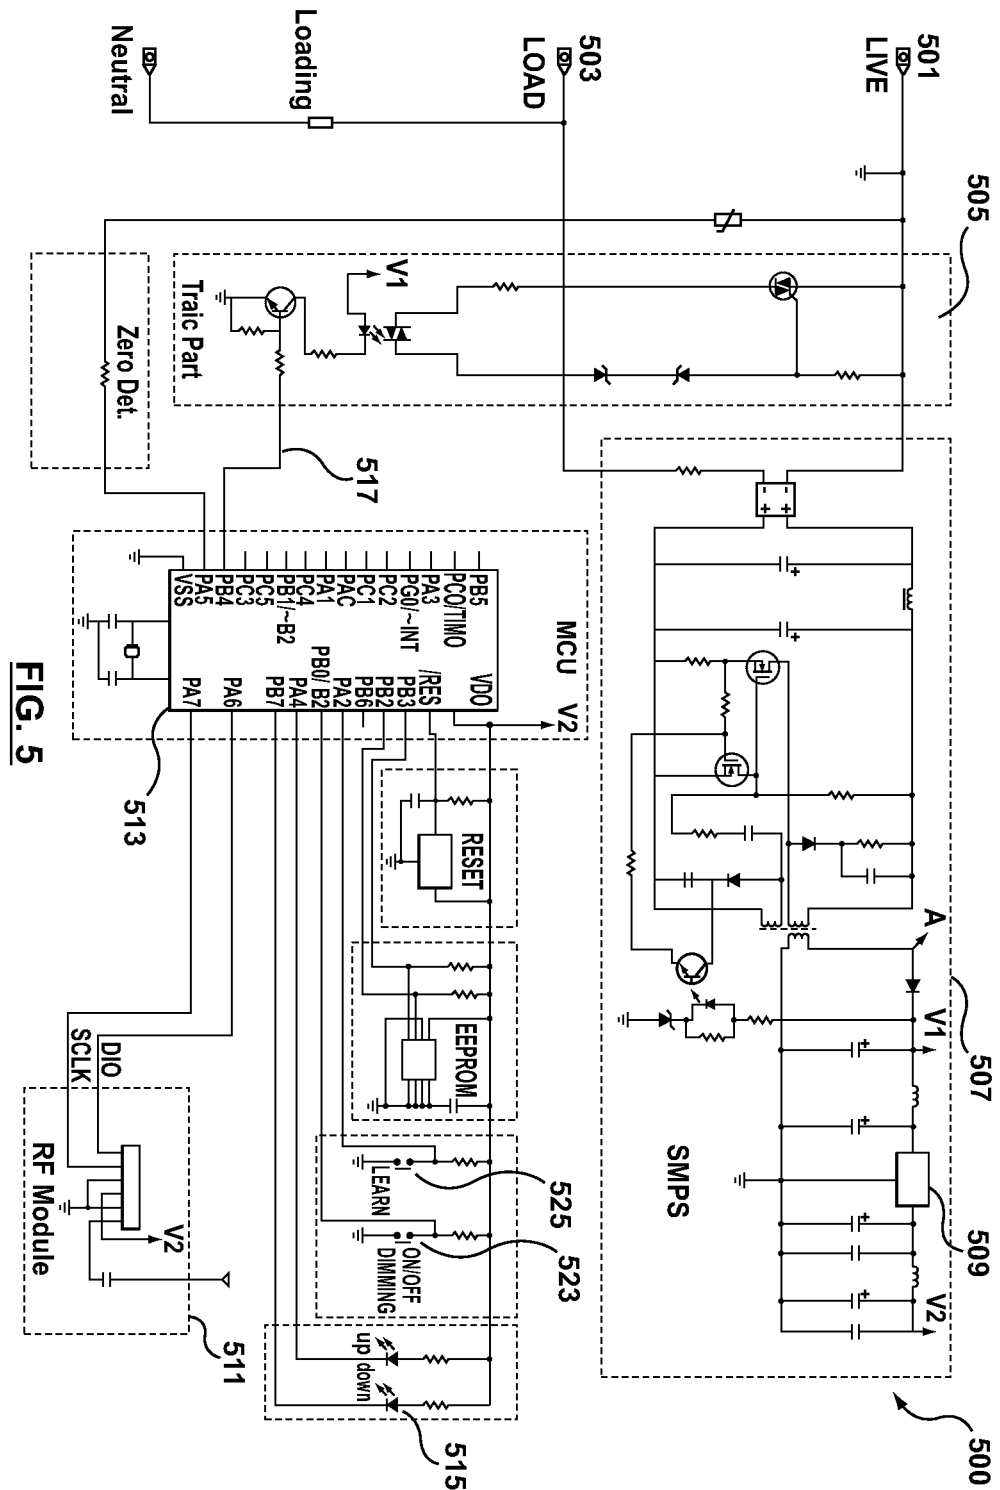 500
501
LIVE
503
LOAD
Loading
Neutral
505
V1
Traic Part
Zero Det.
517
507
A
V1
SMPS
509
V2
MCU
V2
PB5
PCO/TIMO
PA3
PG0/~INT
PC2
PC1
PAC
PA1
PC4
PB1/~B2
PC5
PC3
PB4
PA5
VSS
VDO
/RES
PB3
PB2
PB6
PA2
PB0/ B2
PA4
PB7
PA6
PA7
513
RESET
EEPROM
LEARN
525
ON/OFF
DIMMING
523
up down
515
DIO
SCLK
V2
RF Module
511
FIG. 5